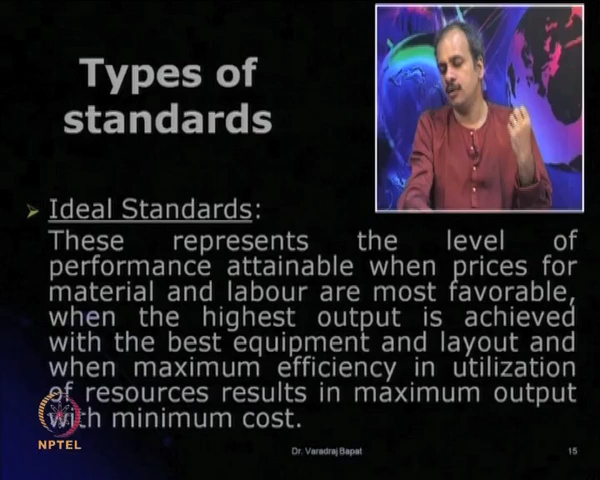 Types of
standards
Ideal Standards:
These represents the level of
performance attainable when prices for
material and labour are most favorable,
when the highest output is achieved
with the best equipment and layout and
when maximum efficiency in utilization
of resources results in maximum output
with minimum cost.
NPTEL
Dr. Varadraj Bapat
15